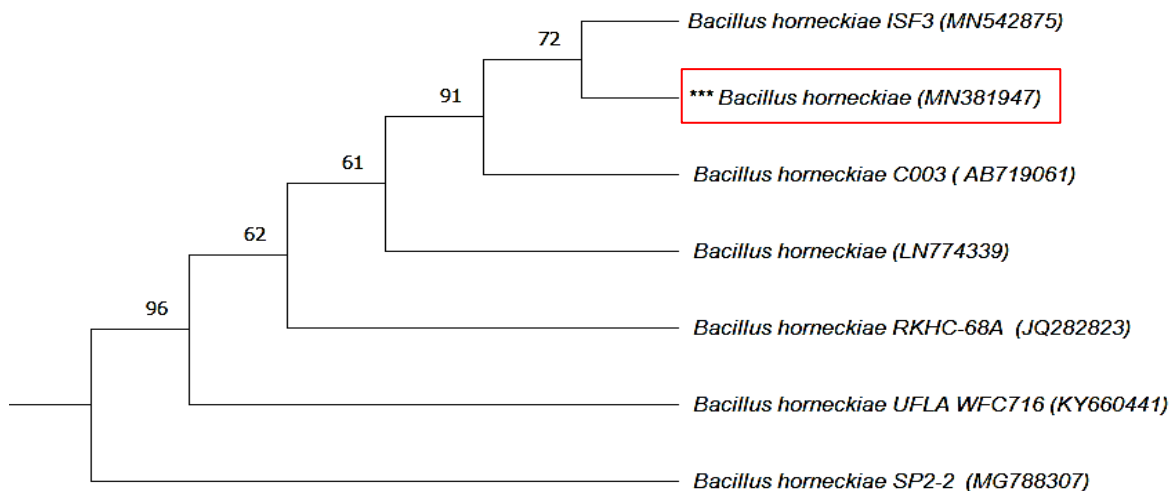 Bacillus horneckiae ISF3 (MN542875)
72
*** Bacillus horneckiae (MN381947)
91
Bacillus horneckiae C003 ( AB719061)
61
Bacillus horneckiae (LN774339)
62
Bacillus horneckiae RKHC-68A (JQ282823)
96
Bacillus horneckiae UFLA WFC716 (KY660441)
Bacillus horneckiae SP2-2 (MG788307)